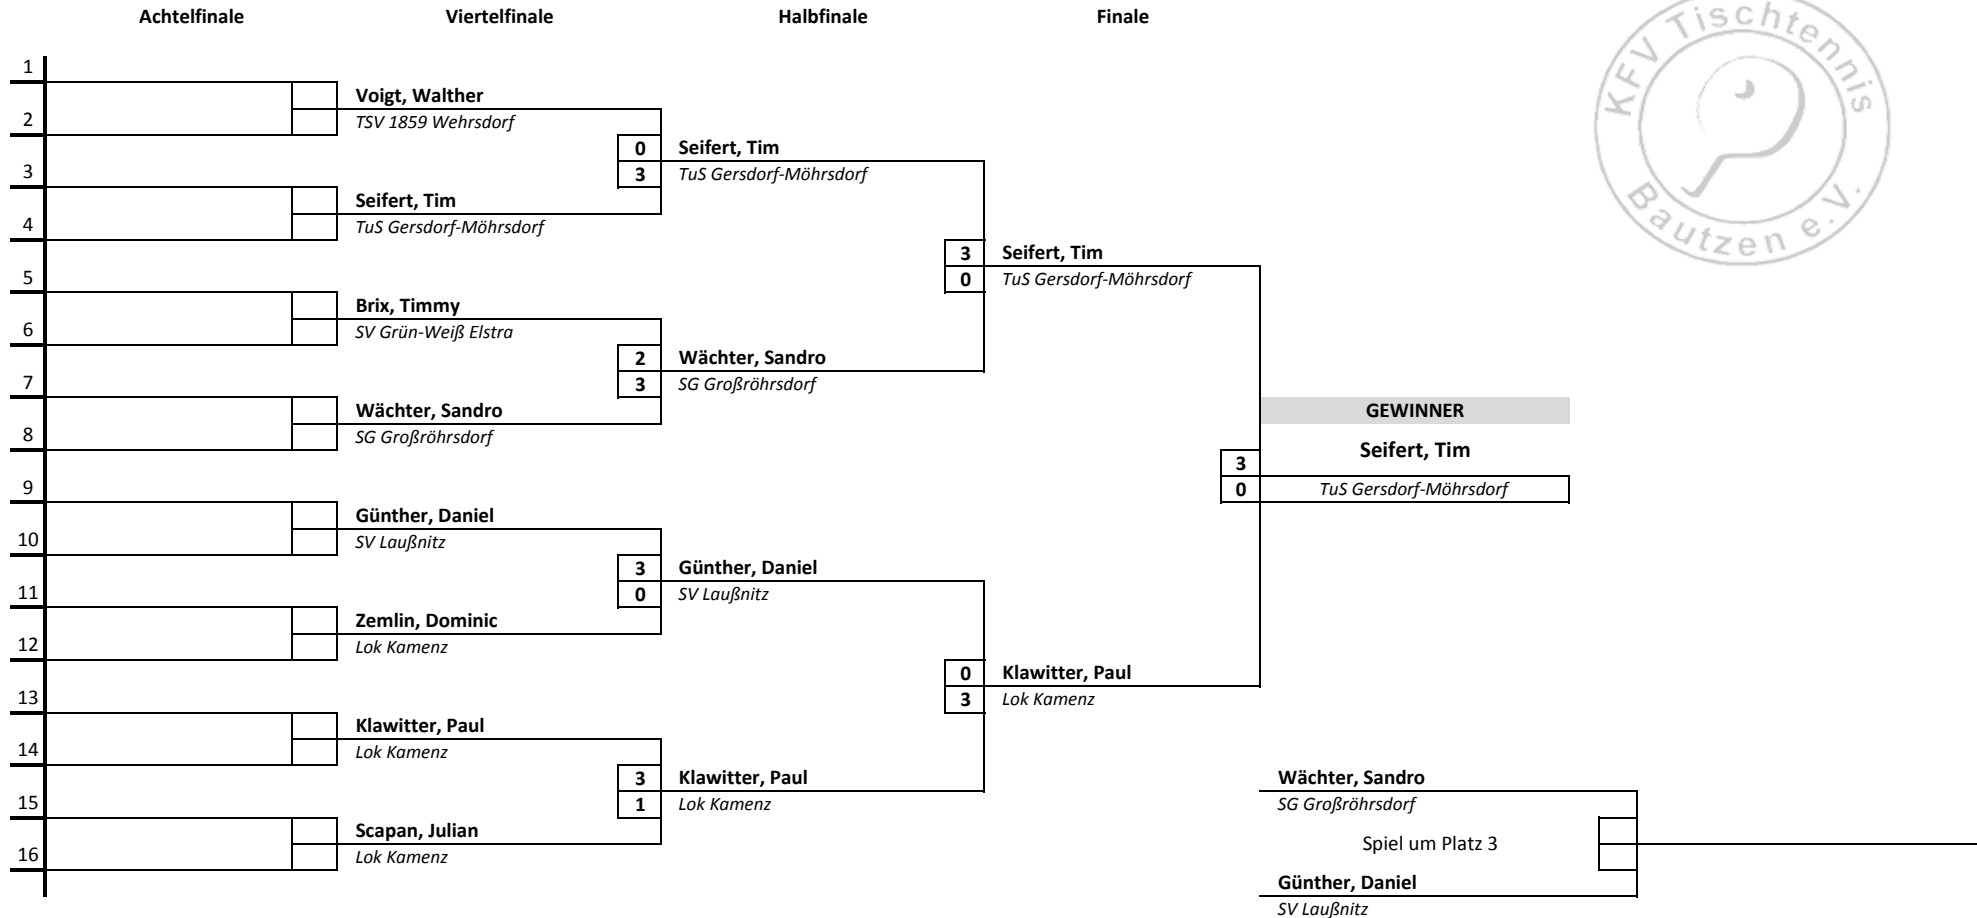 Achtelfinale Viertelfinale Halbfinale Finale
KFV Tischtennis
Bautzen e.V.
1
Voigt, Walther
2
TSV 1859 Wehrsdorf
0 Seifert, Tim
3
3 TuS Gersdorf-Möhrsdorf
Seifert, Tim
4
TuS Gersdorf-Möhrsdorf
3 Seifert, Tim
5
0 TuS Gersdorf-Möhrsdorf
Brix, Timmy
6
SV Grün-Weiß Elstra
2 Wächter, Sandro
7
3 SG Großröhrsdorf
Wächter, Sandro GEWINNER
8
SG Großröhrsdorf
Seifert, Tim
3
9
0 TuS Gersdorf-Möhrsdorf
Günther, Daniel
10
SV Laußnitz
3 Günther, Daniel
11
0 SV Laußnitz
Zemlin, Dominic
12
Lok Kamenz
0 Klawitter, Paul
13
3 Lok Kamenz
Klawitter, Paul
14
Lok Kamenz
3 Klawitter, Paul Wächter, Sandro
15
1 Lok Kamenz SG Großröhrsdorf
Scapan, Julian
Spiel um Platz 3
16
Lok Kamenz
Günther, Daniel
SV Laußnitz